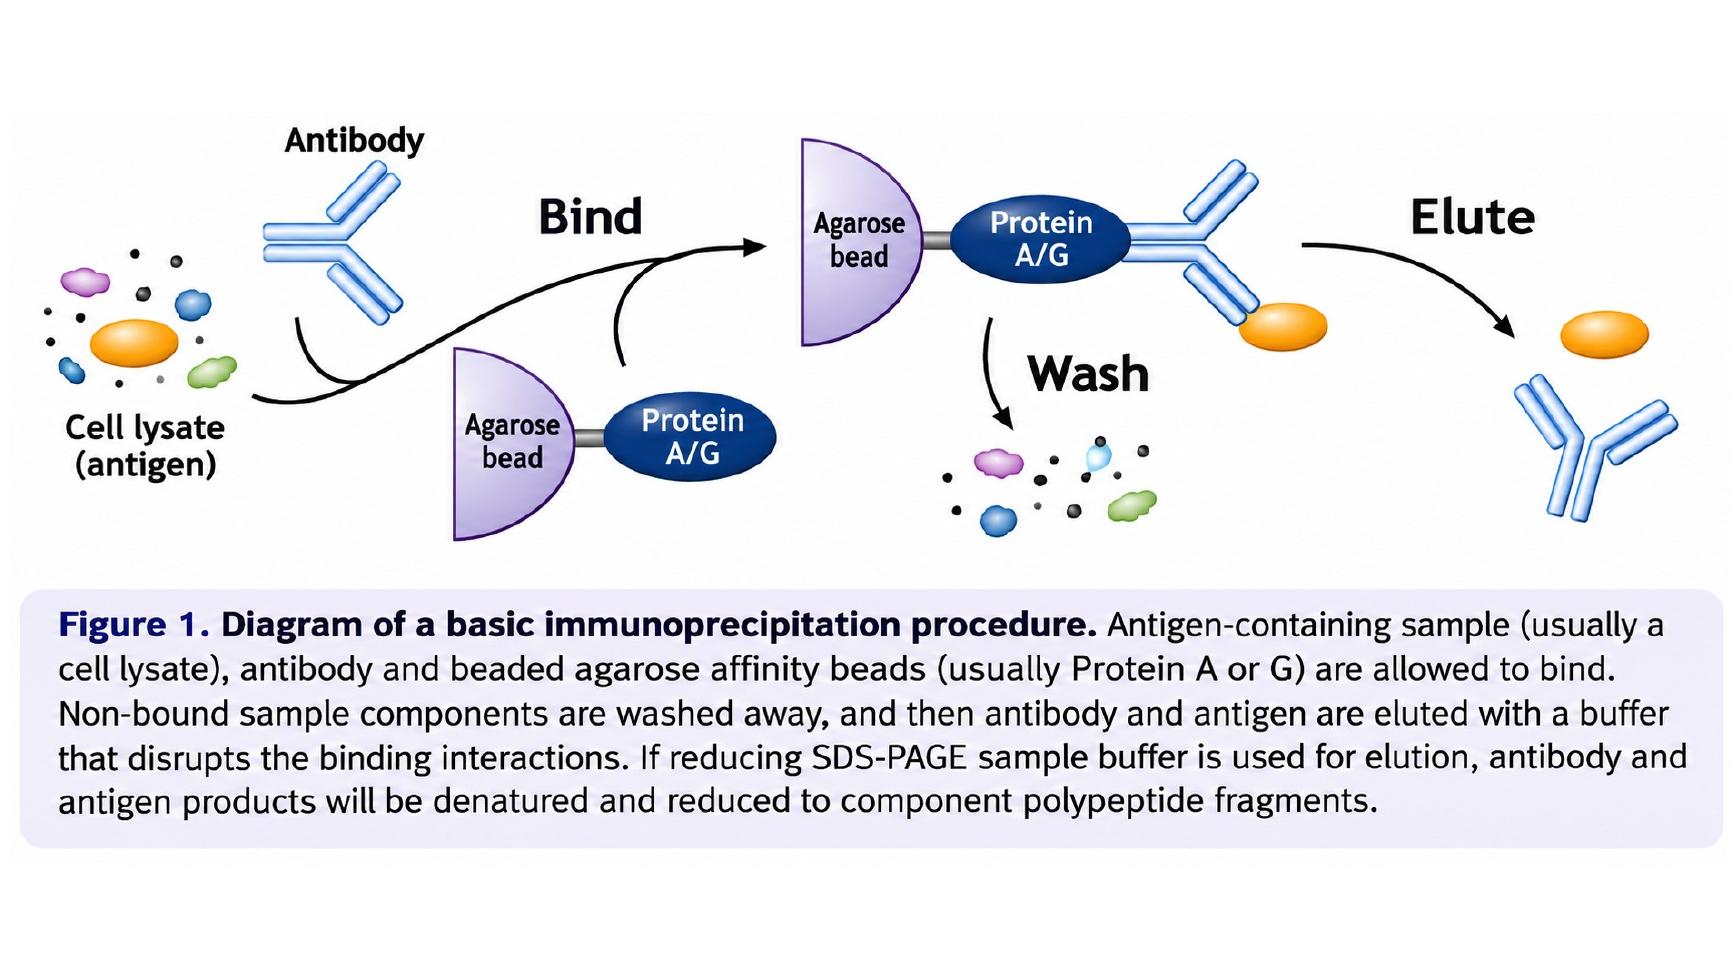 Antibody
Bind
Elute
Agarose
bead
Protein
A/G
Wash
Cell lysate
(antigen)
Agarose
bead
Protein
A/G
Figure 1. Diagram of a basic immunoprecipitation procedure. Antigen-containing sample (usually a
cell lysate), antibody and beaded agarose affinity beads (usually Protein A or G) are allowed to bind.
Non-bound sample components are washed away, and then antibody and antigen are eluted with a buffer
that disrupts the binding interactions. If reducing SDS-PAGE sample buffer is used for elution, antibody and
antigen products will be denatured and reduced to component polypeptide fragments.